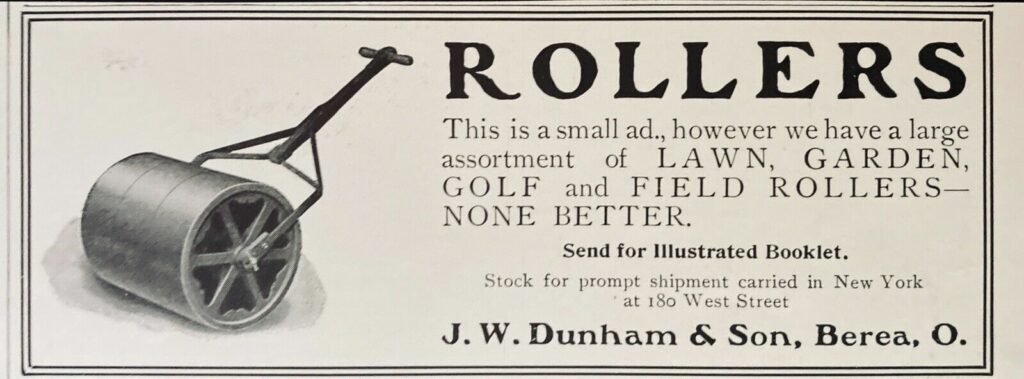 ROLLERS
This is a small ad., however we have a large
assortment of LAWN, GARDEN,
GOLF and FIELD ROLLERS—
NONE BETTER.
Send for Illustrated Booklet.
Stock for prompt shipment carried in New York
at 180 West Street
J. W. Dunham & Son, Berea, O.